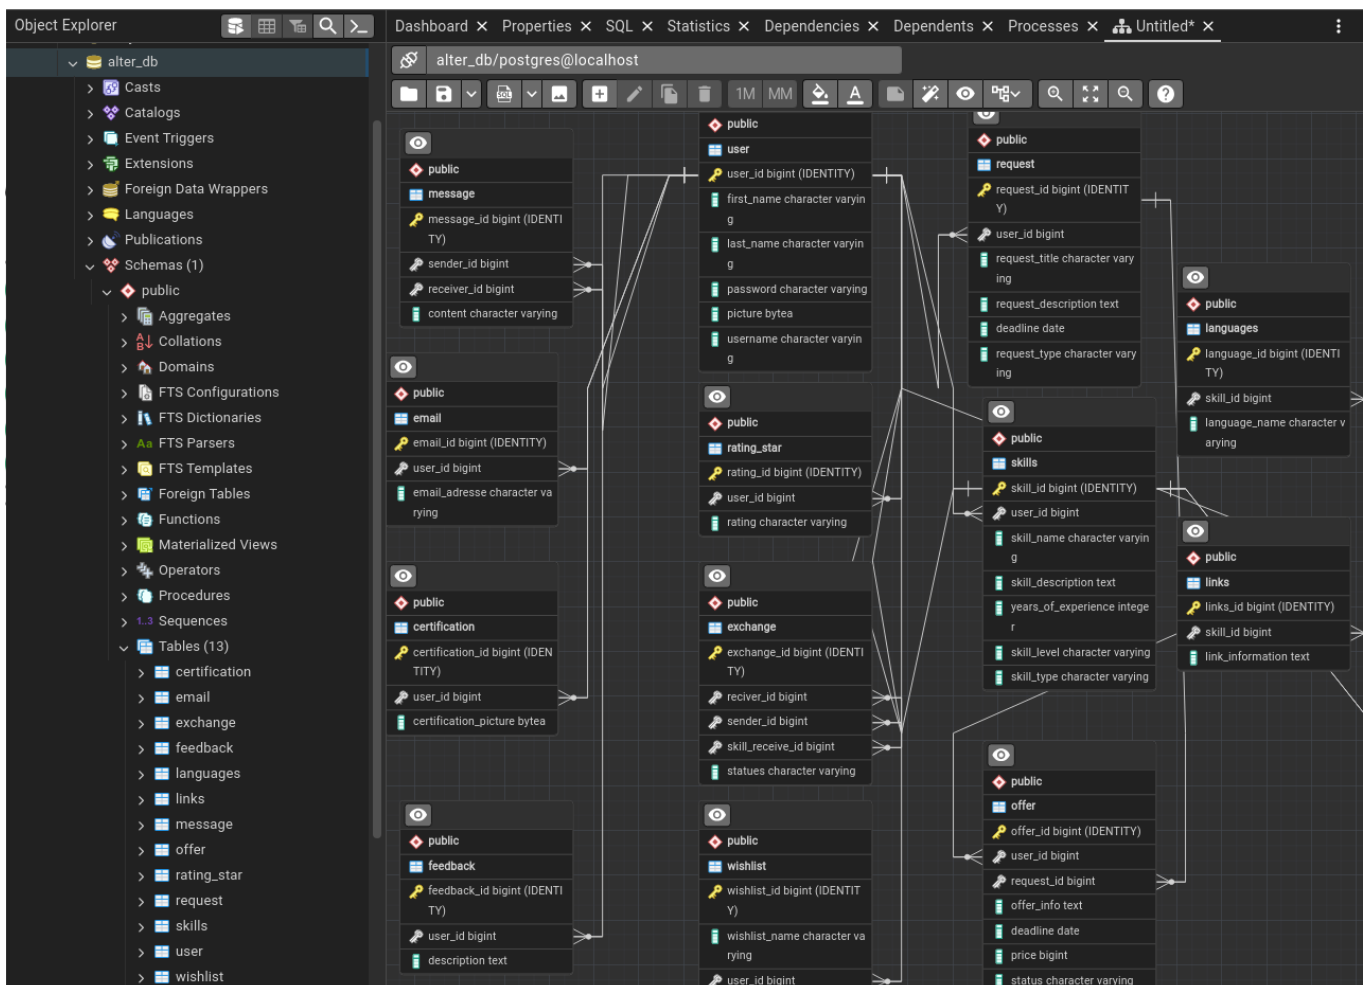 Object Explorer
Dashboard
Properties
SQL
Statistics
Dependencies
Dependents
Processes
Untitled*
alter_db/postgres@localhost
1M
MM
alter_db
Casts
Catalogs
Event Triggers
Extensions
Foreign Data Wrappers
Languages
Publications
Schemas (1)
public
Aggregates
Collations
Domains
FTS Configurations
FTS Dictionaries
FTS Parsers
FTS Templates
Foreign Tables
Functions
Materialized Views
Operators
Procedures
1..3 Sequences
Tables (13)
certification
email
exchange
feedback
languages
links
message
offer
rating_star
request
skills
user
wishlist
public
message
message_id bigint (IDENTI
TY)
sender_id bigint
receiver_id bigint
content character varying
public
email
email_id bigint (IDENTITY)
user_id bigint
email_adresse character va
rying
public
certification
certification_id bigint (IDEN
TITY)
user_id bigint
certification_picture bytea
public
feedback
feedback_id bigint (IDENTI
TY)
user_id bigint
description text
public
user
user_id bigint (IDENTITY)
first_name character varyin
g
last_name character varyin
g
password character varying
picture bytea
username character varyin
g
public
rating_star
rating_id bigint (IDENTITY)
user_id bigint
rating character varying
public
exchange
exchange_id bigint (IDENTI
TY)
reciver_id bigint
sender_id bigint
skill_receive_id bigint
statues character varying
public
wishlist
wishlist_id bigint (IDENTIT
Y)
wishlist_name character va
rying
user_id bigint
public
request
request_id bigint (IDENTIT
Y)
user_id bigint
request_title character vary
ing
request_description text
deadline date
request_type character vary
ing
public
skills
skill_id bigint (IDENTITY)
user_id bigint
skill_name character varyin
g
skill_description text
years_of_experience intege
r
skill_level character varying
skill_type character varying
public
offer
offer_id bigint (IDENTITY)
user_id bigint
request_id bigint
offer_info text
deadline date
price bigint
status character varying
public
languages
language_id bigint (IDENTI
TY)
skill_id bigint
language_name character v
arying
public
links
links_id bigint (IDENTITY)
skill_id bigint
link_information text